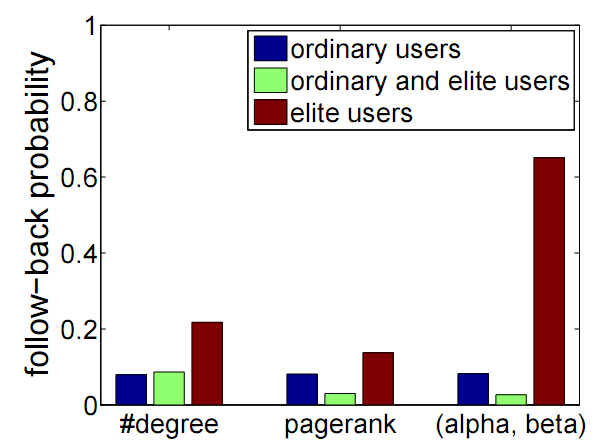 1
0.8
0.6
0.4
0.2
0
follow-back probability
ordinary users
ordinary and elite users
elite users
#degree
pagerank
(alpha, beta)